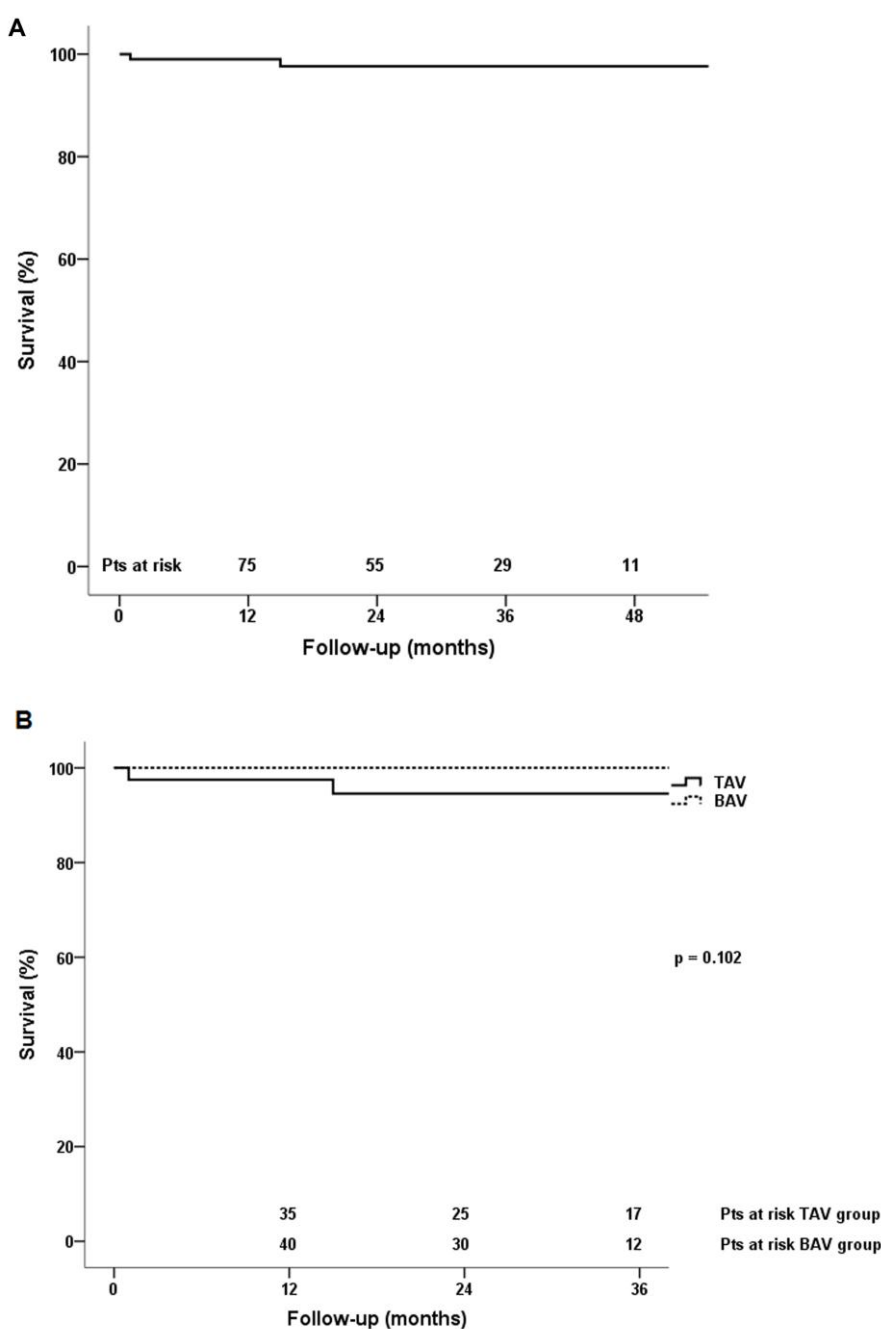 A
100
80
60
40
20
0
Survival (%)
Pts at risk 75 55 29 11
0 12 24 36 48
Follow-up (months)
B
100
80
60
40
20
0
Survival (%)
TAV
BAV
p = 0.102
35 25 17 Pts at risk TAV group
40 30 12 Pts at risk BAV group
0 12 24 36
Follow-up (months)